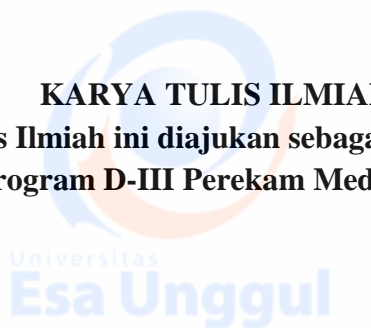 KARYA TULIS ILMIA
s Ilmiah ini diajukan sebaga
rogram D-III Perekam Med
Universitas
Esa Unggul